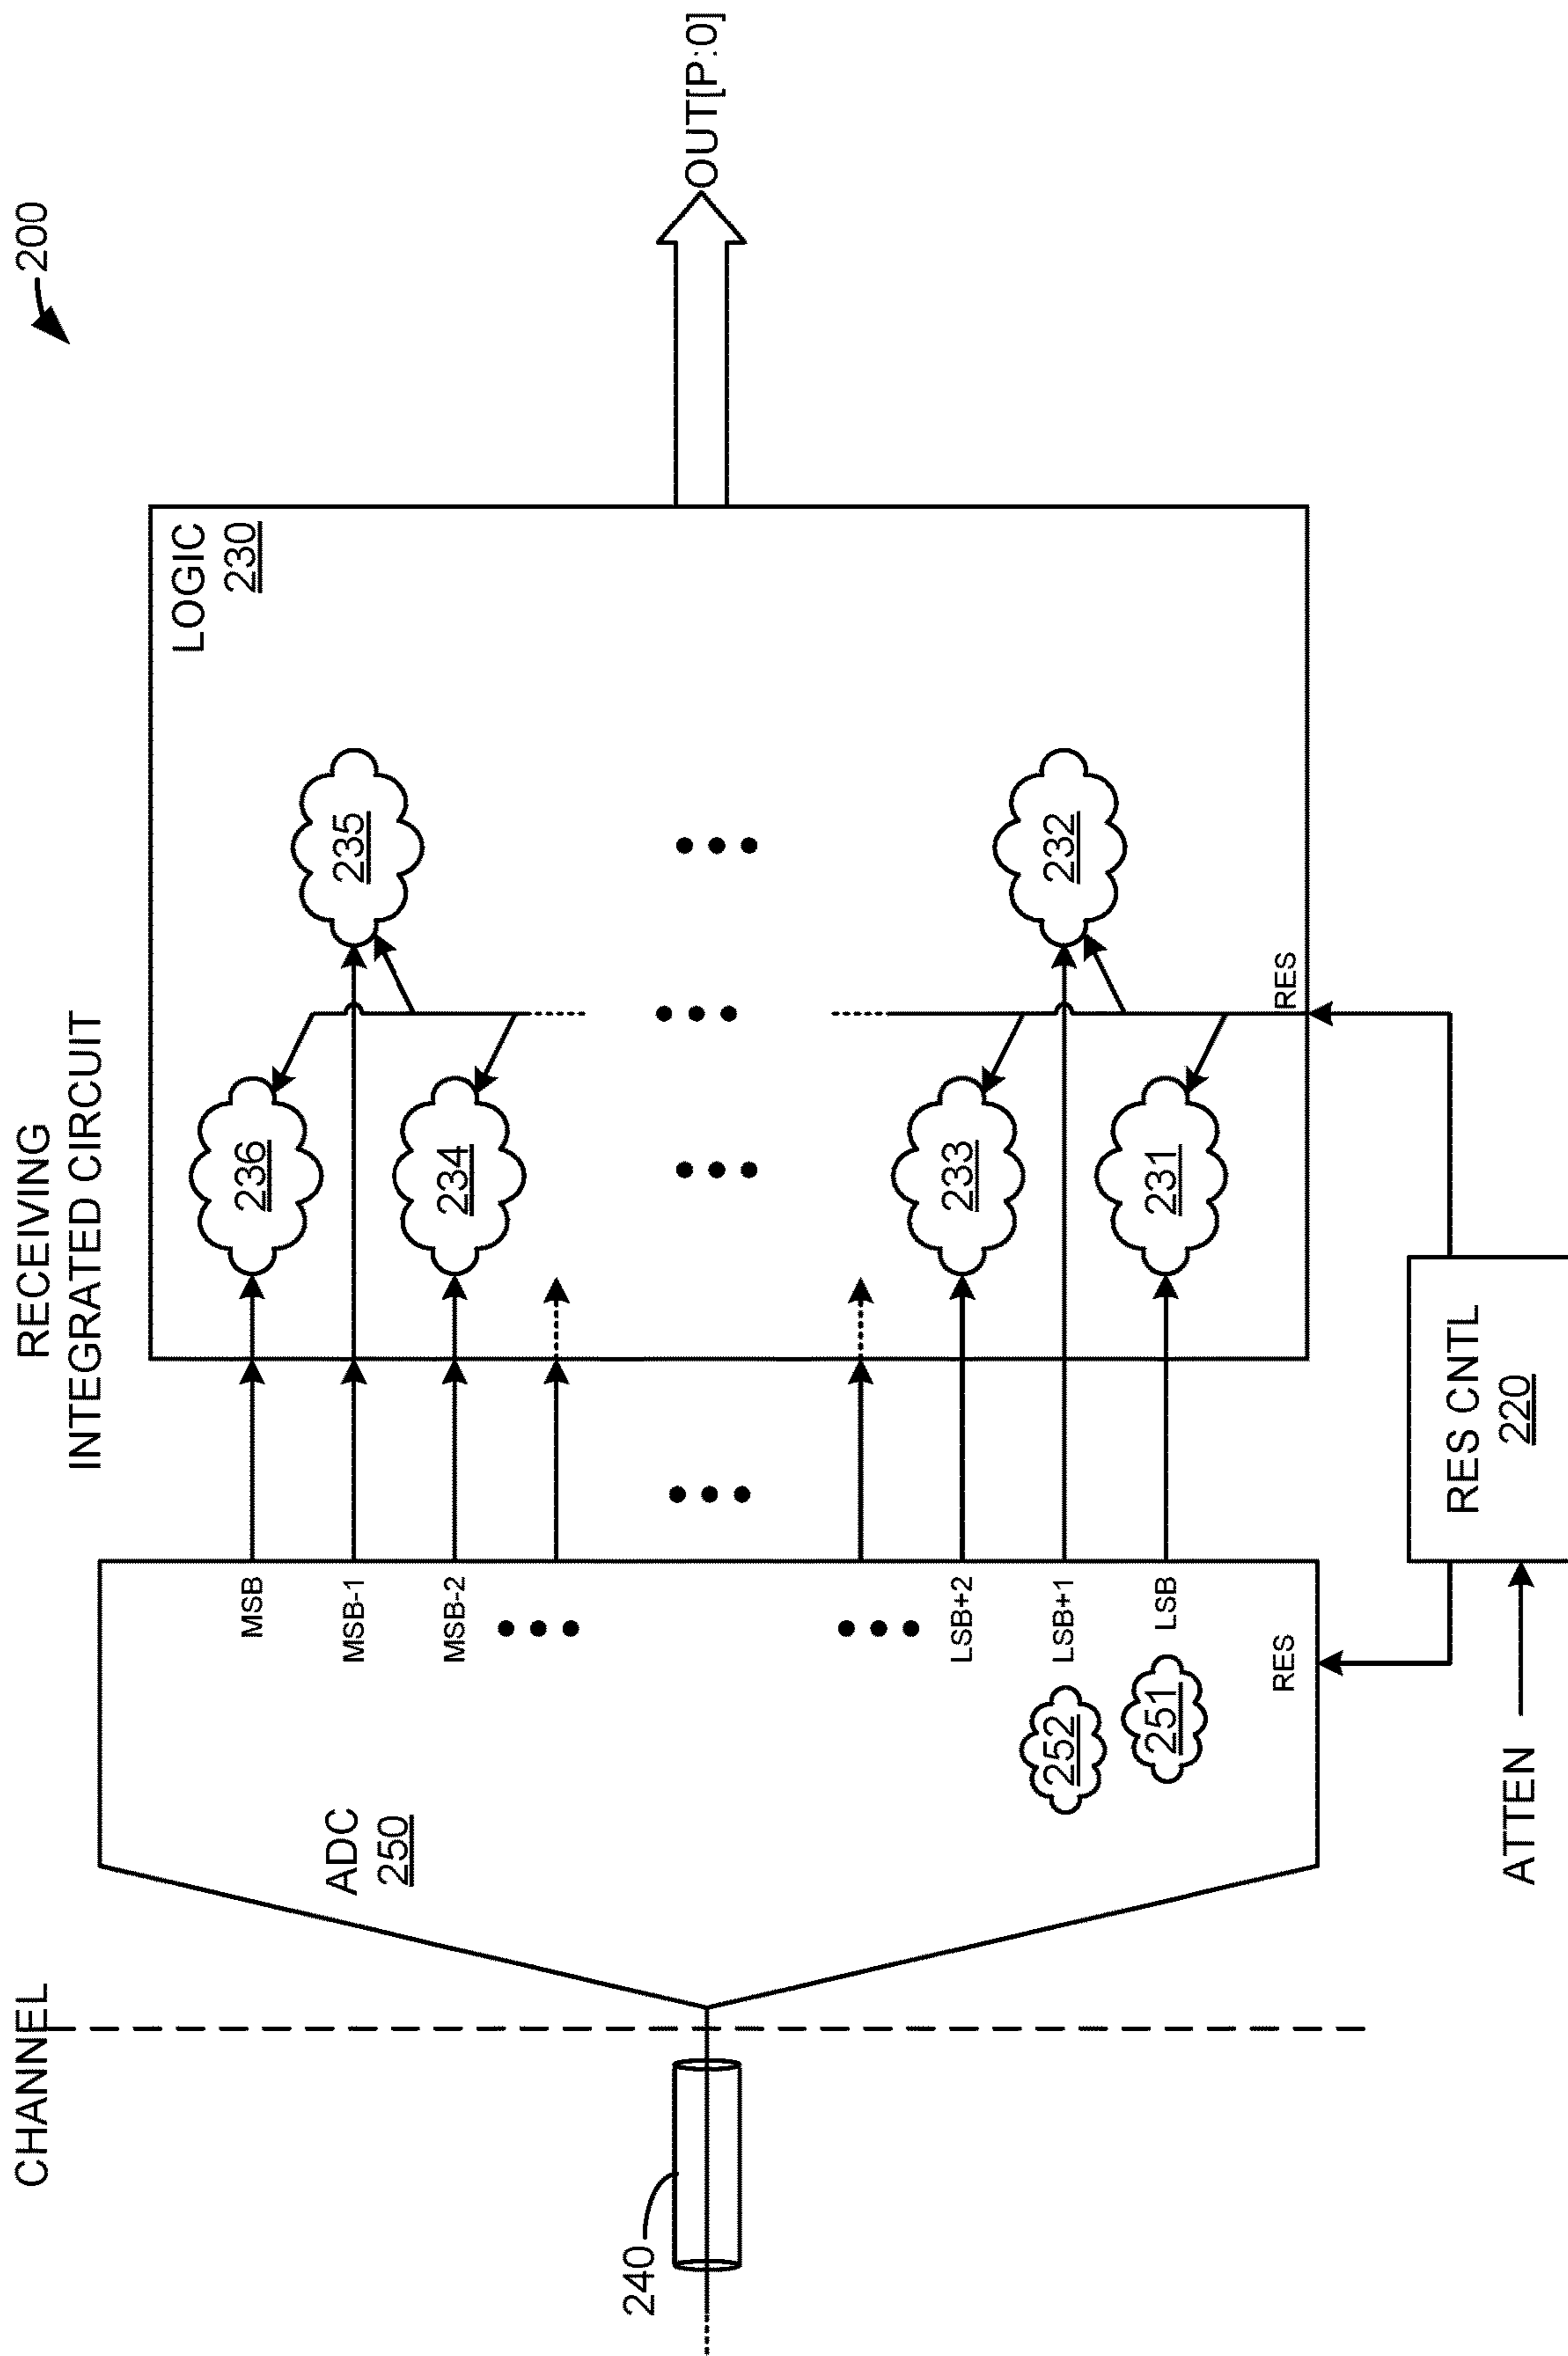 200
CHANNEL
RECEIVING
INTEGRATED CIRCUIT
240
ADC
250
MSB
MSB-1
MSB-2
LSB+2
LSB+1
LSB
252
251
RES
LOGIC
230
236
235
234
233
232
231
RES
OUT[P:0]
ATTEN
RES CNTL
220